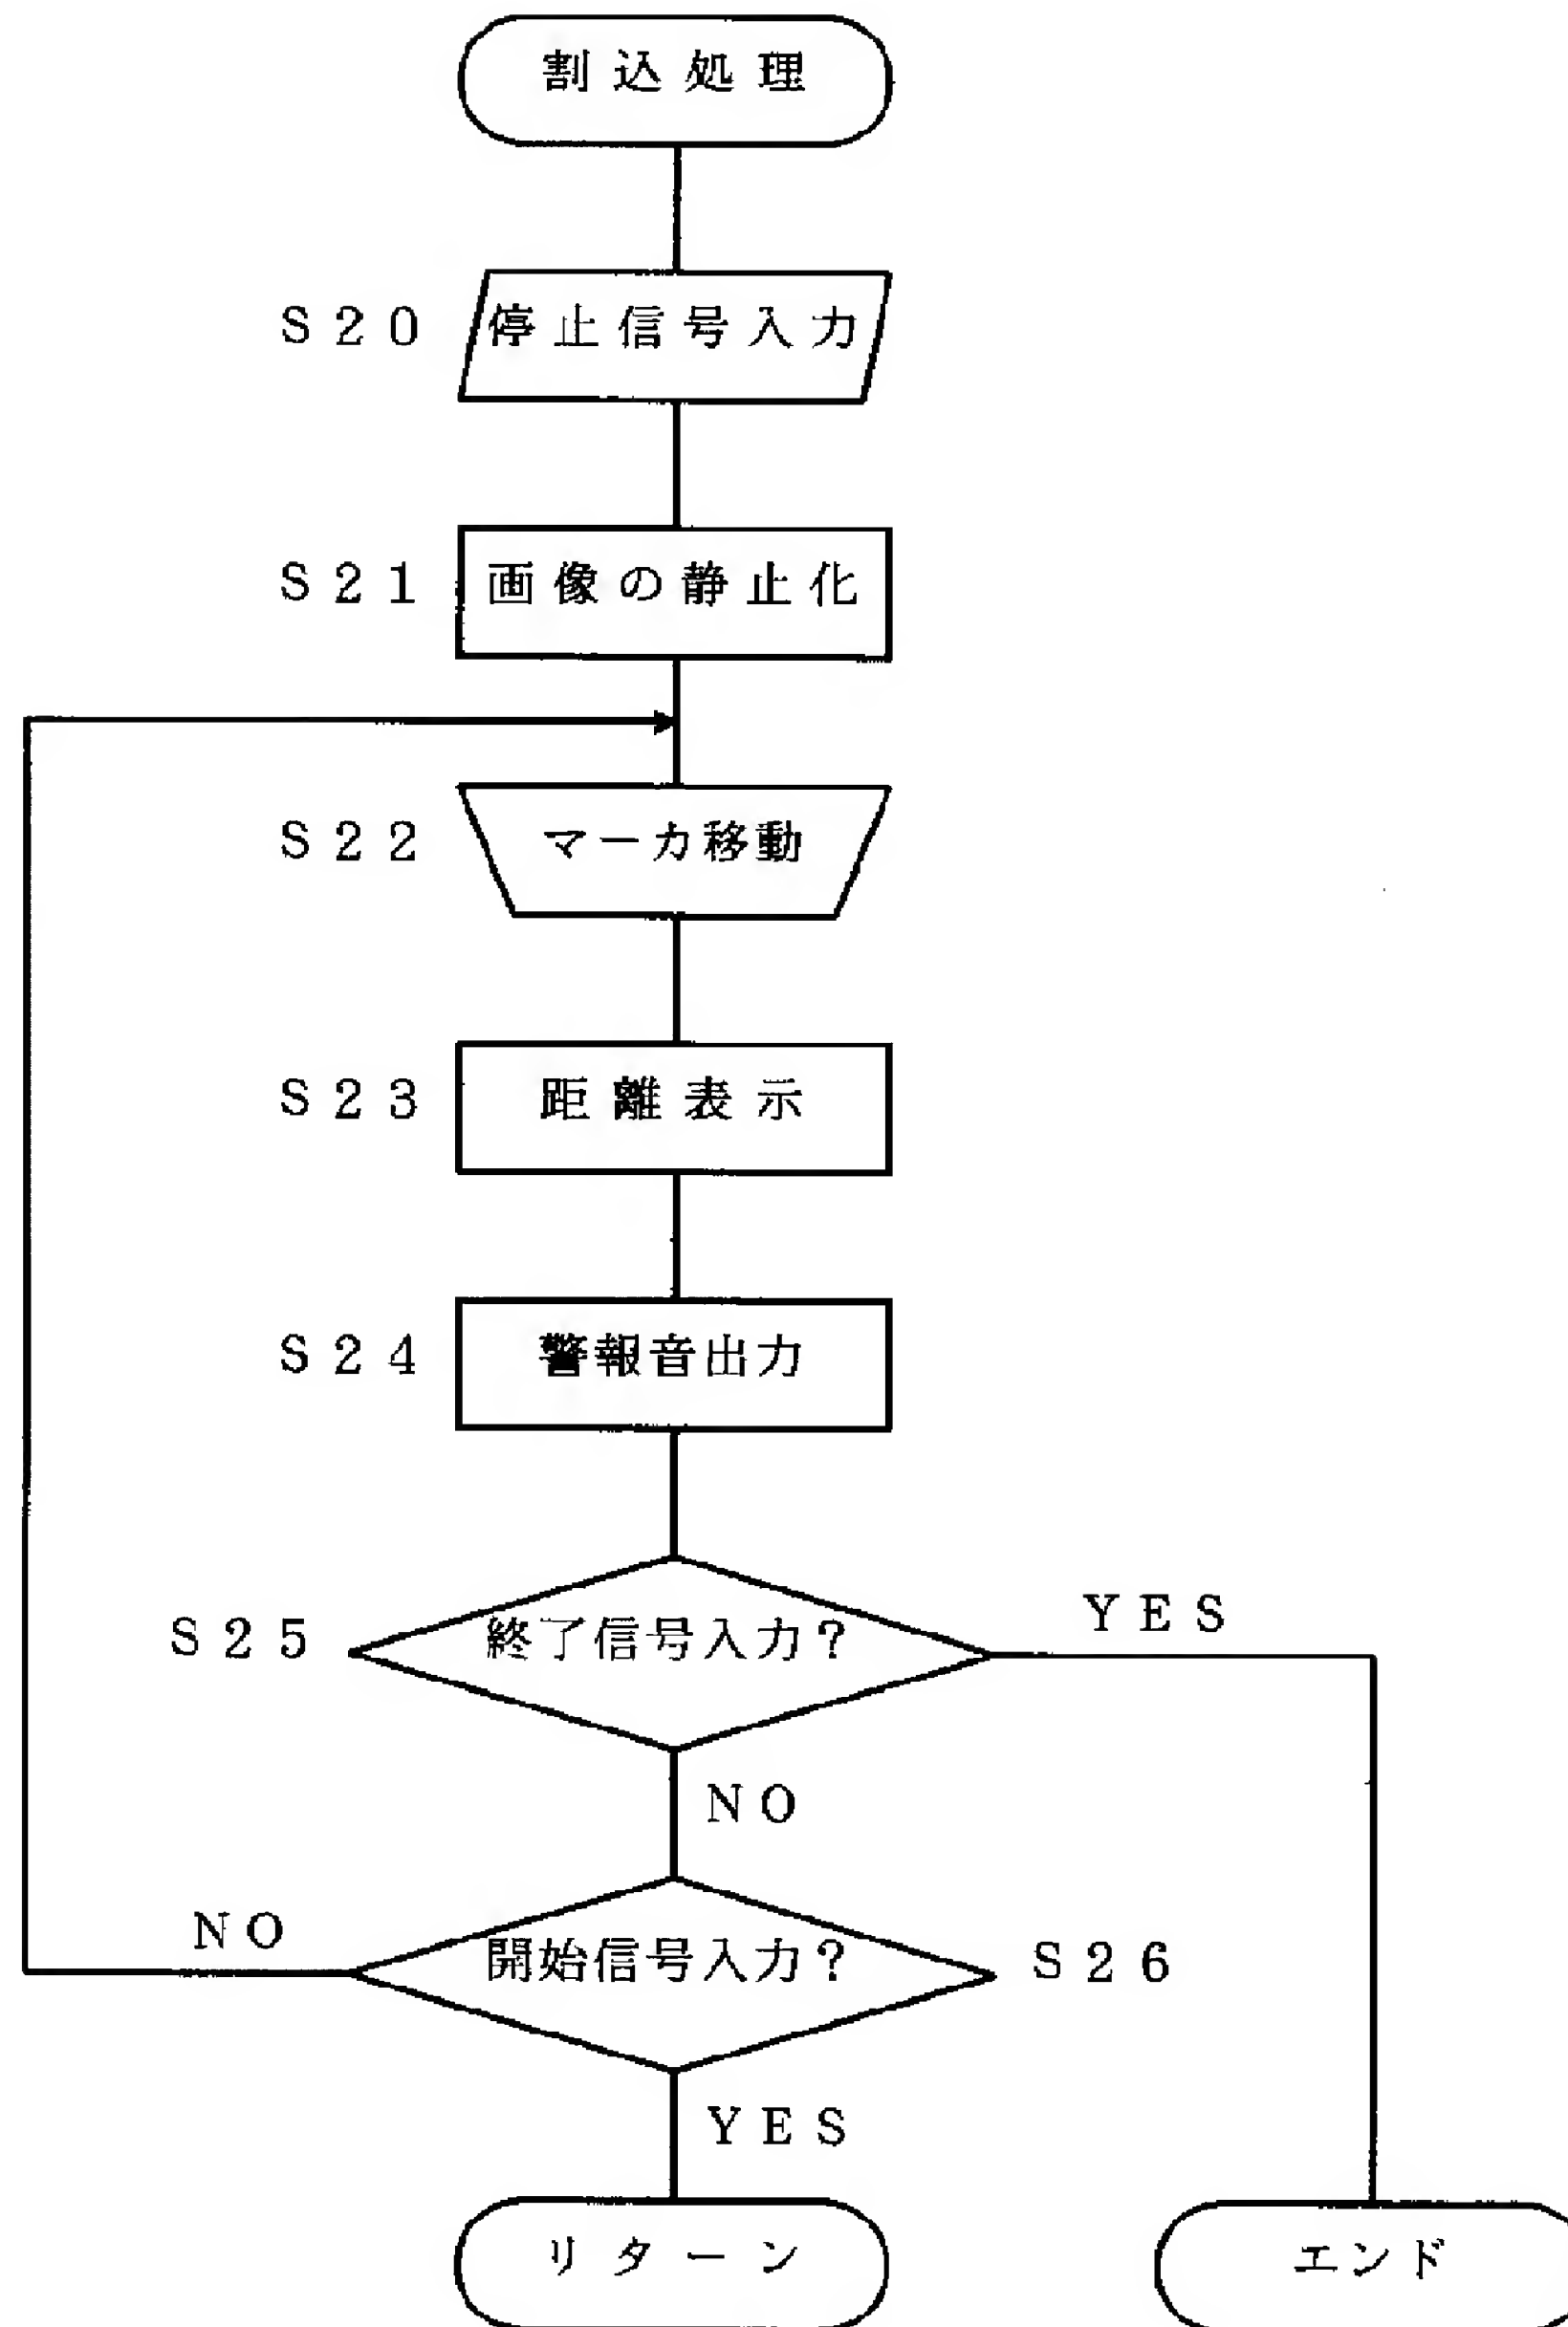 割込処理
S20 停止信号入力
S21 画像の静止化
S22 マーカ移動
S23 距離表示
S24 警報音出力
S25 終了信号入力? YES
NO
NO 開始信号入力? S26
YES
リターン エンド